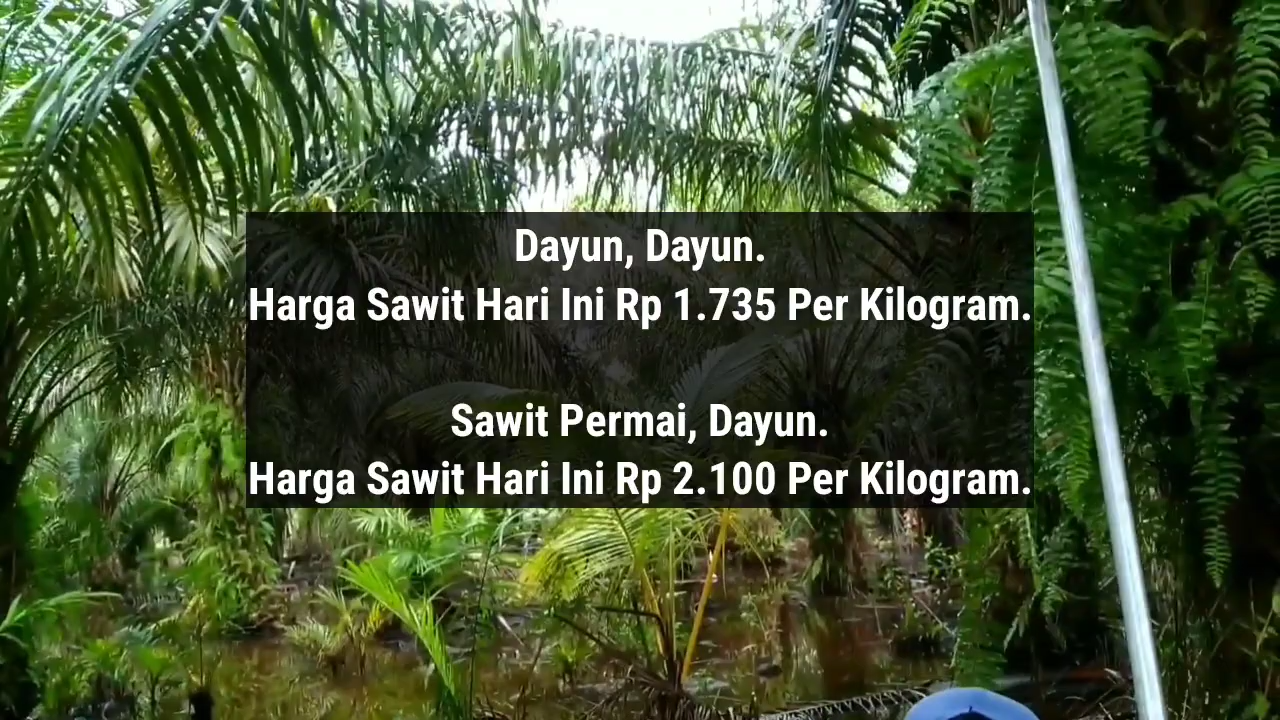 Dayun, Dayun.
Harga Sawit Hari Ini Rp 1.735 Per Kilogram.
Sawit Permai, Dayun.
Harga Sawit Hari Ini Rp 2.100 Per Kilogram.